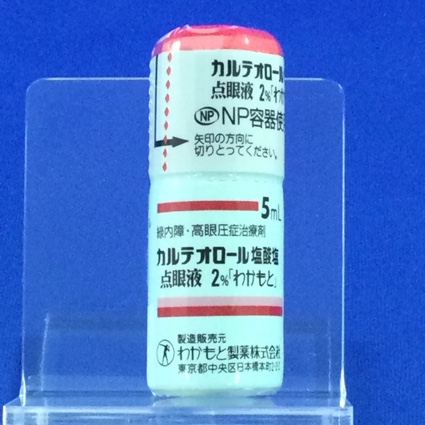 カルテオロール
点眼液 2%「わか
NP NP容器使
矢印の方向に
切りとってください。
5mL
緑内障・高眼圧症治療剤
カルテオロール塩酸塩
点眼液 2%「わかもと」
製造販売元
わかもと製薬株式会社
東京都中央区日本橋本町2-2-2